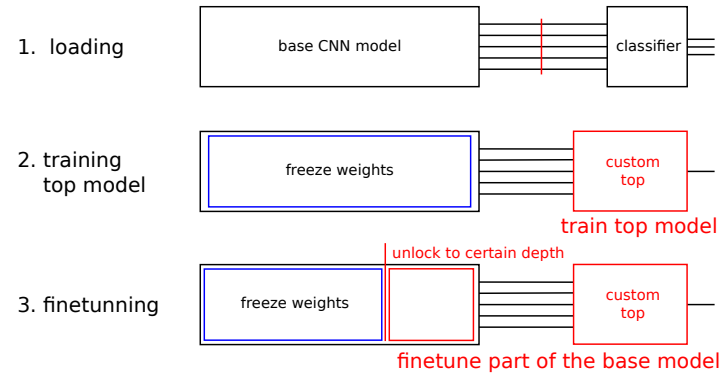 1. loading
base CNN model
classifier
2. training
top model
freeze weights
custom
top
train top model
unlock to certain depth
3. finetunning
freeze weights
custom
top
finetune part of the base model